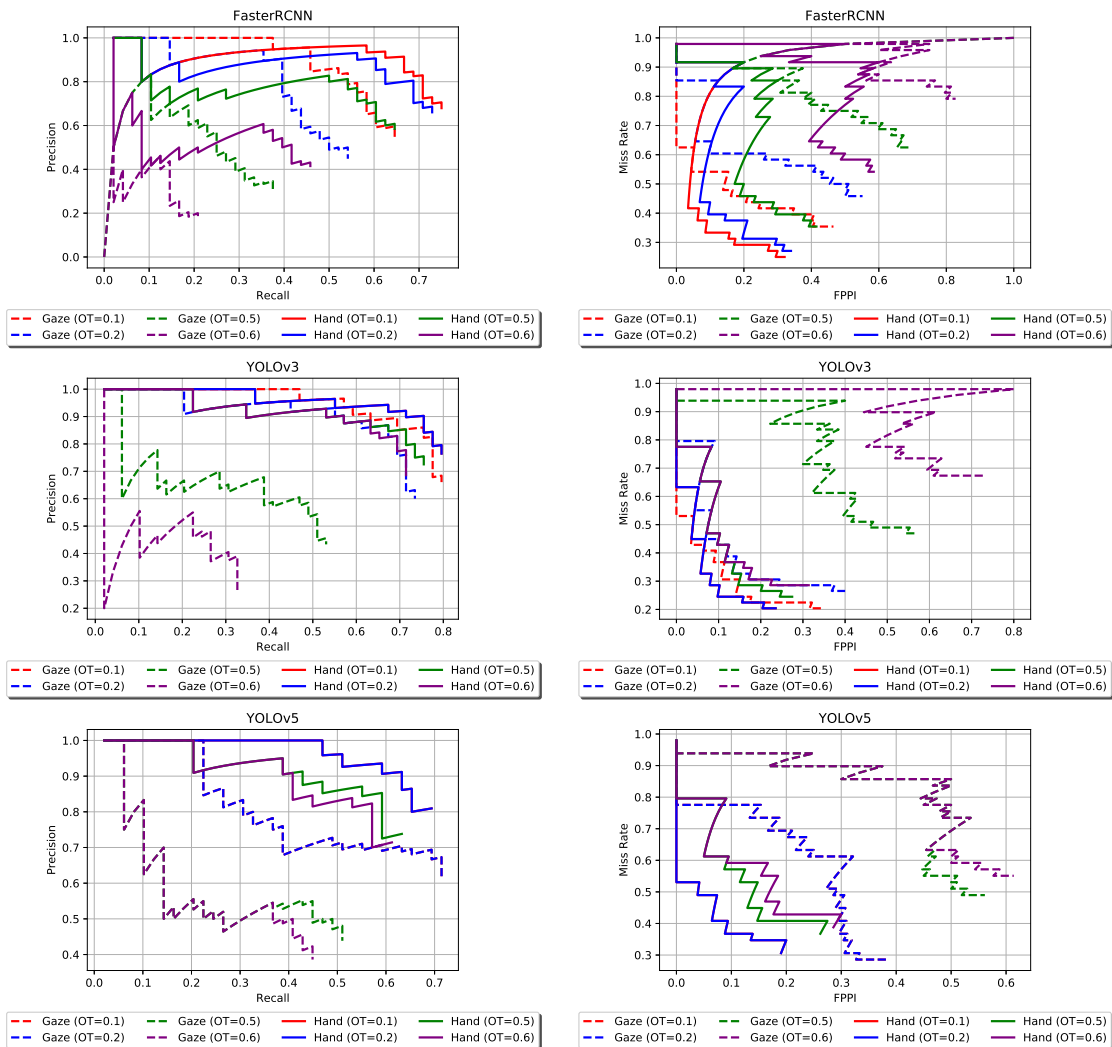 FasterRCNN
Precision
1.0
0.8
0.6
0.4
0.2
0.0
0.0 0.1 0.2 0.3 0.4 0.5 0.6 0.7
Recall
Gaze (OT=0.1) Gaze (OT=0.5) Hand (OT=0.1) Hand (OT=0.5)
Gaze (OT=0.2) Gaze (OT=0.6) Hand (OT=0.2) Hand (OT=0.6)
FasterRCNN
Miss Rate
1.0
0.9
0.8
0.7
0.6
0.5
0.4
0.3
0.0 0.2 0.4 0.6 0.8 1.0
FPPI
Gaze (OT=0.1) Gaze (OT=0.5) Hand (OT=0.1) Hand (OT=0.5)
Gaze (OT=0.2) Gaze (OT=0.6) Hand (OT=0.2) Hand (OT=0.6)
YOLOv3
Precision
1.0
0.9
0.8
0.7
0.6
0.5
0.4
0.3
0.2
0.0 0.1 0.2 0.3 0.4 0.5 0.6 0.7 0.8
Recall
Gaze (OT=0.1) Gaze (OT=0.5) Hand (OT=0.1) Hand (OT=0.5)
Gaze (OT=0.2) Gaze (OT=0.6) Hand (OT=0.2) Hand (OT=0.6)
YOLOv3
Miss Rate
1.0
0.9
0.8
0.7
0.6
0.5
0.4
0.3
0.2
0.0 0.1 0.2 0.3 0.4 0.5 0.6 0.7 0.8
FPPI
Gaze (OT=0.1) Gaze (OT=0.5) Hand (OT=0.1) Hand (OT=0.5)
Gaze (OT=0.2) Gaze (OT=0.6) Hand (OT=0.2) Hand (OT=0.6)
YOLOv5
Precision
1.0
0.9
0.8
0.7
0.6
0.5
0.4
0.0 0.1 0.2 0.3 0.4 0.5 0.6 0.7
Recall
Gaze (OT=0.1) Gaze (OT=0.5) Hand (OT=0.1) Hand (OT=0.5)
Gaze (OT=0.2) Gaze (OT=0.6) Hand (OT=0.2) Hand (OT=0.6)
YOLOv5
Miss Rate
1.0
0.9
0.8
0.7
0.6
0.5
0.4
0.3
0.0 0.1 0.2 0.3 0.4 0.5 0.6
FPPI
Gaze (OT=0.1) Gaze (OT=0.5) Hand (OT=0.1) Hand (OT=0.5)
Gaze (OT=0.2) Gaze (OT=0.6) Hand (OT=0.2) Hand (OT=0.6)